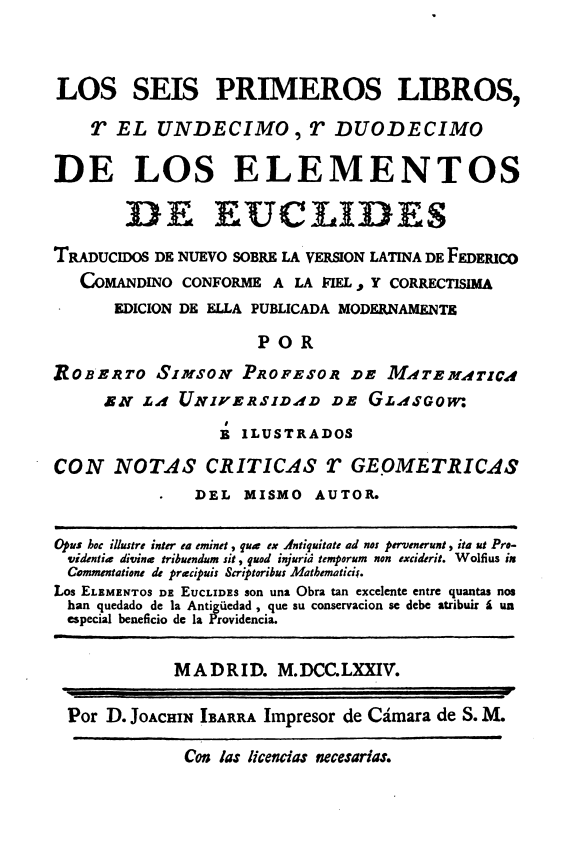 LOS SEIS PRIMEROS LIBROS,
Y EL UNDECIMO, Y DUODECIMO
DE LOS ELEMENTOS
DE EUCLIDES
TRADUCIDOS DE NUEVO SOBRE LA VERSION LATINA DE FEDERICO
COMANDINO CONFORME A LA FIEL, Y CORRECTISIMA
EDICION DE ELLA PUBLICADA MODERNAMENTE
POR
ROBERTO SIMSON PROFESOR DE MATEMATICA
EN LA UNIVERSIDAD DE GLASGOW:
É ILUSTRADOS
CON NOTAS CRITICAS Y GEOMETRICAS
DEL MISMO AUTOR.
Opus hoc illustre inter ea eminet, quæ ex Antiquitate ad nos pervenerunt, ita ut Pro-
videntiæ divinæ tribuendum sit, quod injuriâ temporum non exciderit. Wolfius in
Commentatione de præcipuis Scriptoribus Mathematicis.
Los ELEMENTOS DE EUCLIDES son una Obra tan excelente entre quantas nos
han quedado de la Antigüedad, que su conservacion se debe atribuir á un
especial beneficio de la Providencia.
MADRID. M.DCC.LXXIV.
Por D. JOACHIN IBARRA Impresor de Cámara de S. M.
Con las licencias necesarias.